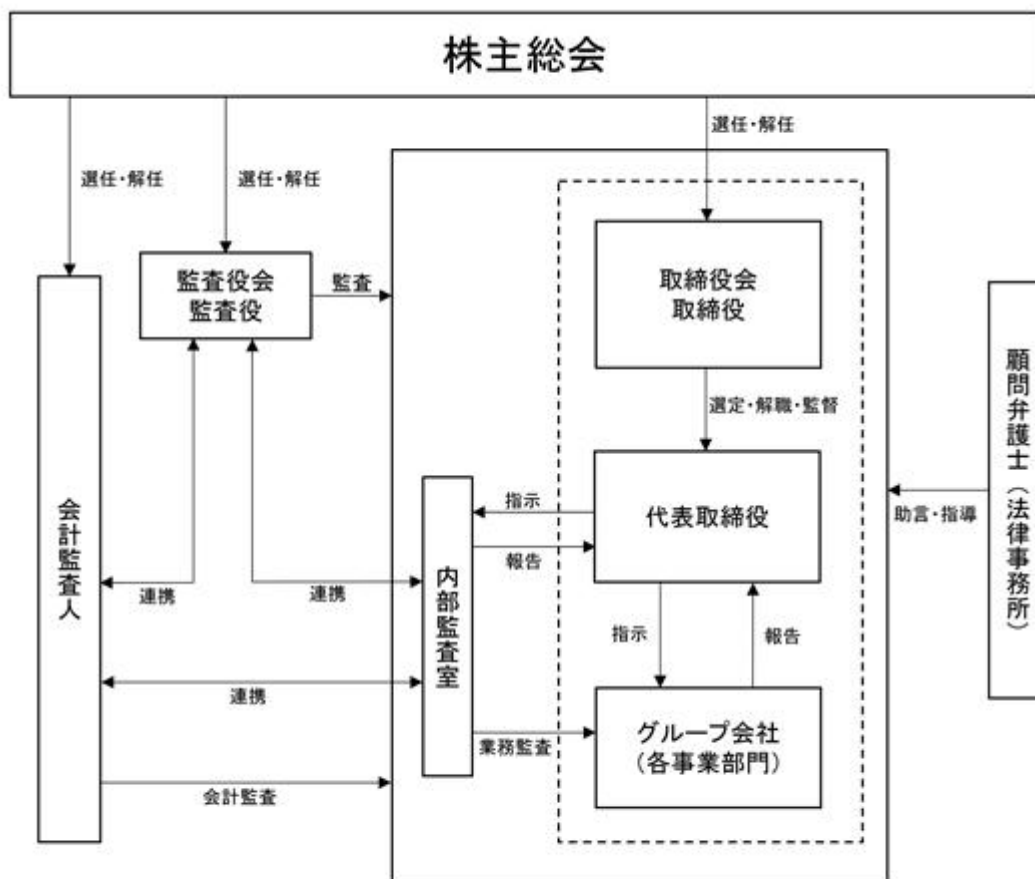 株主総会
選任・解任
選任・解任
選任・解任
監査役会
監査役
監査
取締役会
取締役
選定・解職・監督
代表取締役
指示
報告
助言・指導
顧問弁護士（法律事務所）
会計監査人
連携
連携
内部監査室
指示
報告
連携
業務監査
グループ会社
（各事業部門）
会計監査